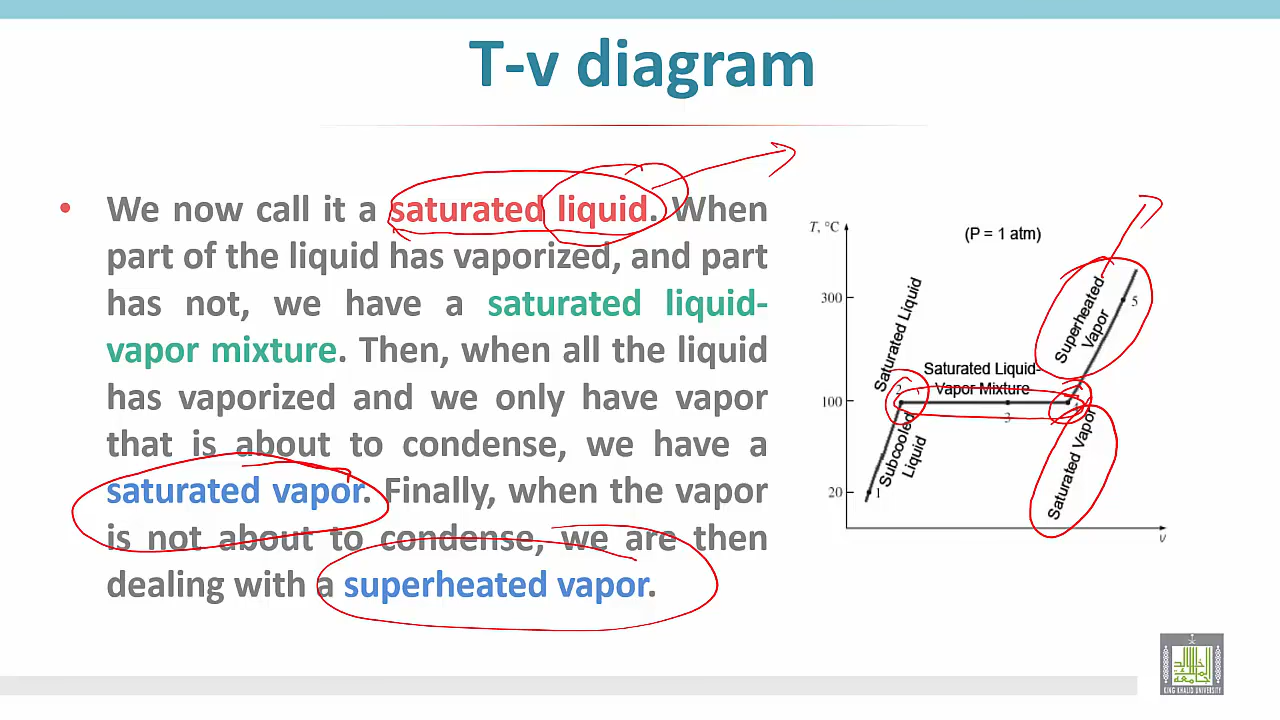 T-v diagram
• We now call it a saturated liquid. When
part of the liquid has vaporized, and part
has not, we have a saturated liquid-
vapor mixture. Then, when all the liquid
has vaporized and we only have vapor
that is about to condense, we have a
saturated vapor. Finally, when the vapor
is not about to condense, we are then
dealing with a superheated vapor.
T, °C
(P = 1 atm)
300
100
20
Saturated Liquid
Subcooled
Liquid
Saturated Liquid-
Vapor Mixture
Superheated
Vapor
Saturated Vapor
1
2
3
5
v
KING KHALID UNIVERSITY